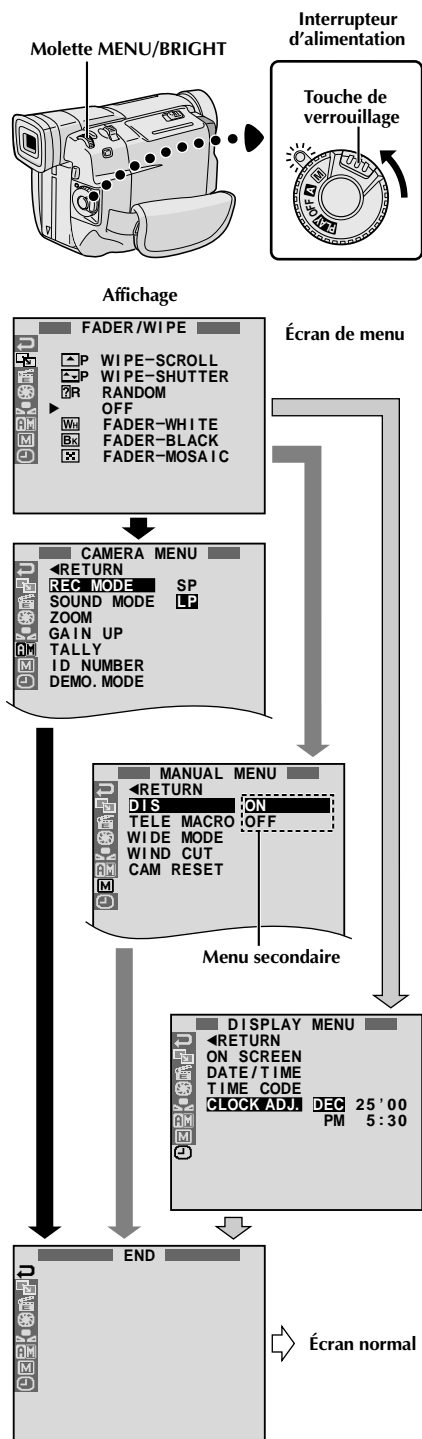 Interrupteur
d'alimentation
Molette MENU/BRIGHT
Touche de
verrouillage
PLAY OFF A M
Affichage
FADER/WIPE
Écran de menu
P WIPE–SCROLL
P WIPE–SHUTTER
?R RANDOM
OFF
WH FADER–WHITE
BK FADER–BLACK
FADER–MOSAIC
CAMERA MENU
◀RETURN
REC MODE SP
SOUND MODE LP
ZOOM
GAIN UP
TALLY
ID NUMBER
DEMO. MODE
MANUAL MENU
◀RETURN
DIS ON
TELE MACRO OFF
WIDE MODE
WIND CUT
CAM RESET
Menu secondaire
DISPLAY MENU
◀RETURN
ON SCREEN
DATE/TIME
TIME CODE
CLOCK ADJ. DEC 25'00
PM 5:30
END
Écran normal